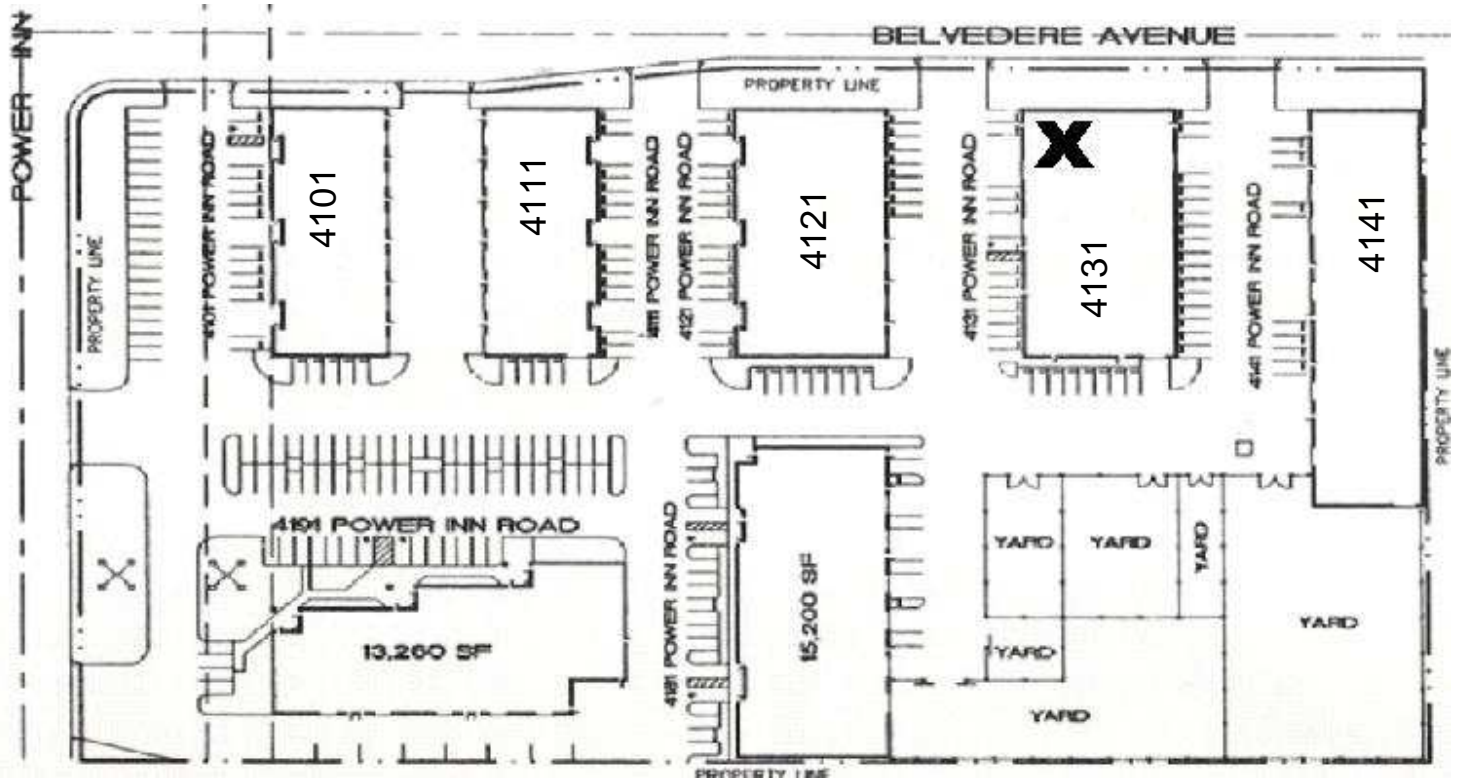 POWER INN
BELVEDERE AVENUE
PROPERTY LINE
PROPERTY LINE
4101 POWER INN ROAD
4101
4111
4111 POWER INN ROAD
4121 POWER INN ROAD
4121
4131 POWER INN ROAD
X
4131
4141 POWER INN ROAD
4141
PROPERTY LINE
4191 POWER INN ROAD
13,260 SF
4181 POWER INN ROAD
15,200 SF
YARD
YARD
YARD
YARD
YARD
YARD
PROPERTY LINE